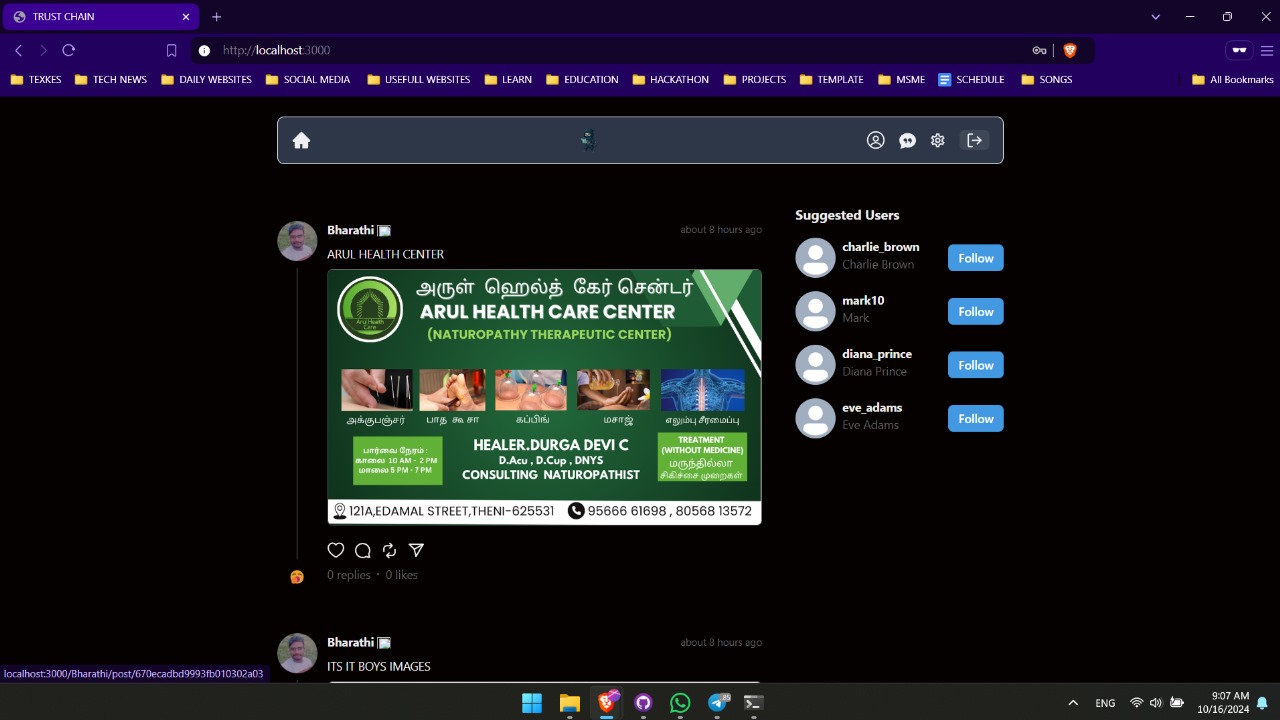 TRUST CHAIN
http://localhost:3000
TEXKES TECH NEWS DAILY WEBSITES SOCIAL MEDIA USEFULL WEBSITES LEARN EDUCATION HACKATHON PROJECTS TEMPLATE MSME SCHEDULE SONGS All Bookmarks
Bharathi about 8 hours ago
ARUL HEALTH CENTER
அருள் ஹெல்த் கேர் சென்டர்
ARUL HEALTH CARE CENTER
(NATUROPATHY THERAPEUTIC CENTER)
Arul Health
Care
அக்குபஞ்சர் பாத கூ சா கப்பிங் மசாஜ் எலும்பு சீரமைப்பு
பார்வை நேரம் :
காலை 10 AM - 2 PM
மாலை 5 PM - 7 PM
HEALER.DURGA DEVI C
D.Acu , D.Cup , DNYS
CONSULTING NATUROPATHIST
TREATMENT
(WITHOUT MEDICINE)
மருந்தில்லா
சிகிச்சை முறைகள்
121A,EDAMAL STREET,THENI-625531 95666 61698 , 80568 13572
0 replies · 0 likes
Bharathi about 8 hours ago
ITS IT BOYS IMAGES
Suggested Users
charlie_brown
Charlie Brown
Follow
mark10
Mark
Follow
diana_prince
Diana Prince
Follow
eve_adams
Eve Adams
Follow
localhost:3000/Bharathi/post/670ecadbd9993fb010302a03
85
ENG
9:07 AM
10/16/2024